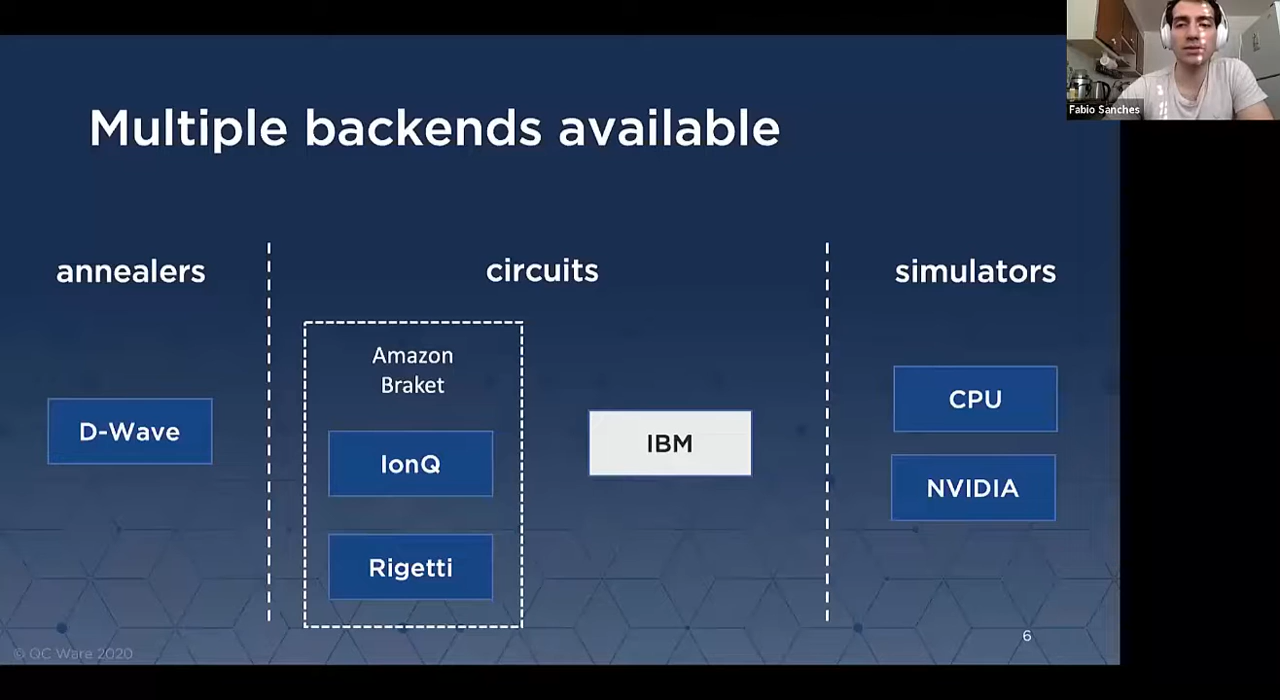 Fabio Sanches
Multiple backends available
annealers
circuits
simulators
Amazon
Braket
D-Wave
IonQ
Rigetti
IBM
CPU
NVIDIA
6
© QC Ware 2020